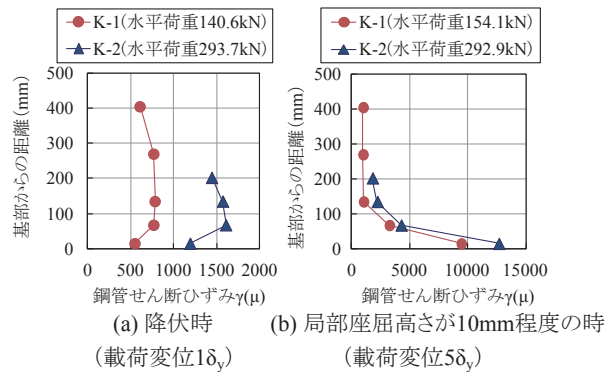 K-1(水平荷重140.6kN)
K-2(水平荷重293.7kN)
基部からの距離(mm)
500
400
300
200
100
0
0 500 1000 1500 2000
鋼管せん断ひずみγ(μ)
(a) 降伏時
(載荷変位1δy)
K-1(水平荷重154.1kN)
K-2(水平荷重292.9kN)
基部からの距離(mm)
500
400
300
200
100
0
0 5000 10000 15000
鋼管せん断ひずみγ(μ)
(b) 局部座屈高さが10mm程度の時
(載荷変位5δy)